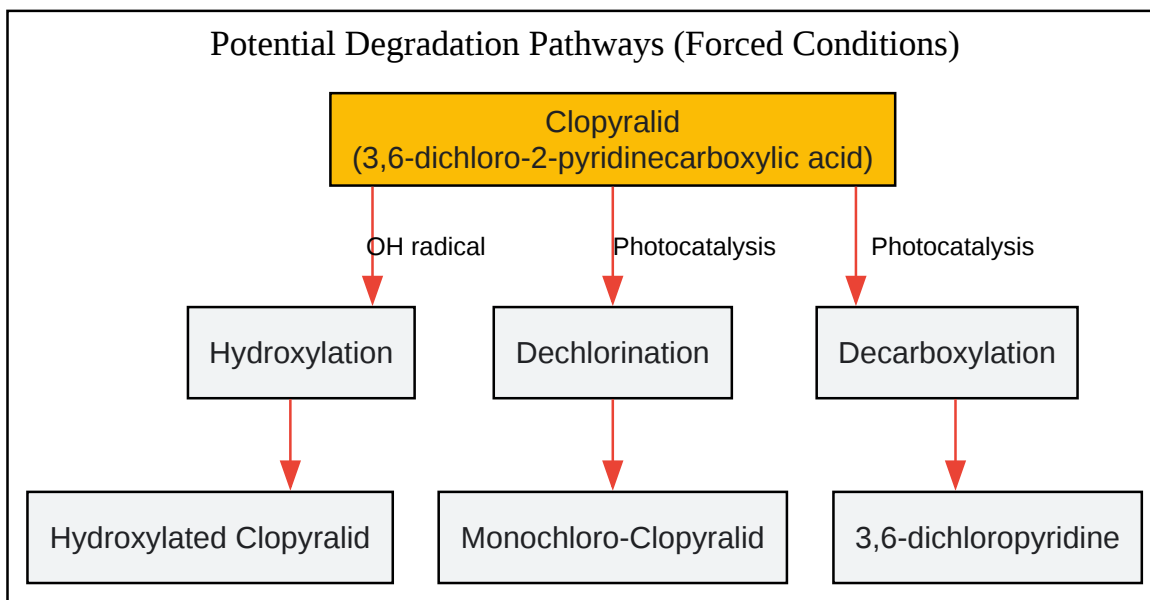 Potential Degradation Pathways (Forced Conditions)
Clopyralid
(3,6-dichloro-2-pyridinecarboxylic acid)
OH radical
Photocatalysis
Photocatalysis
Hydroxylation
Dechlorination
Decarboxylation
Hydroxylated Clopyralid
Monochloro-Clopyralid
3,6-dichloropyridine